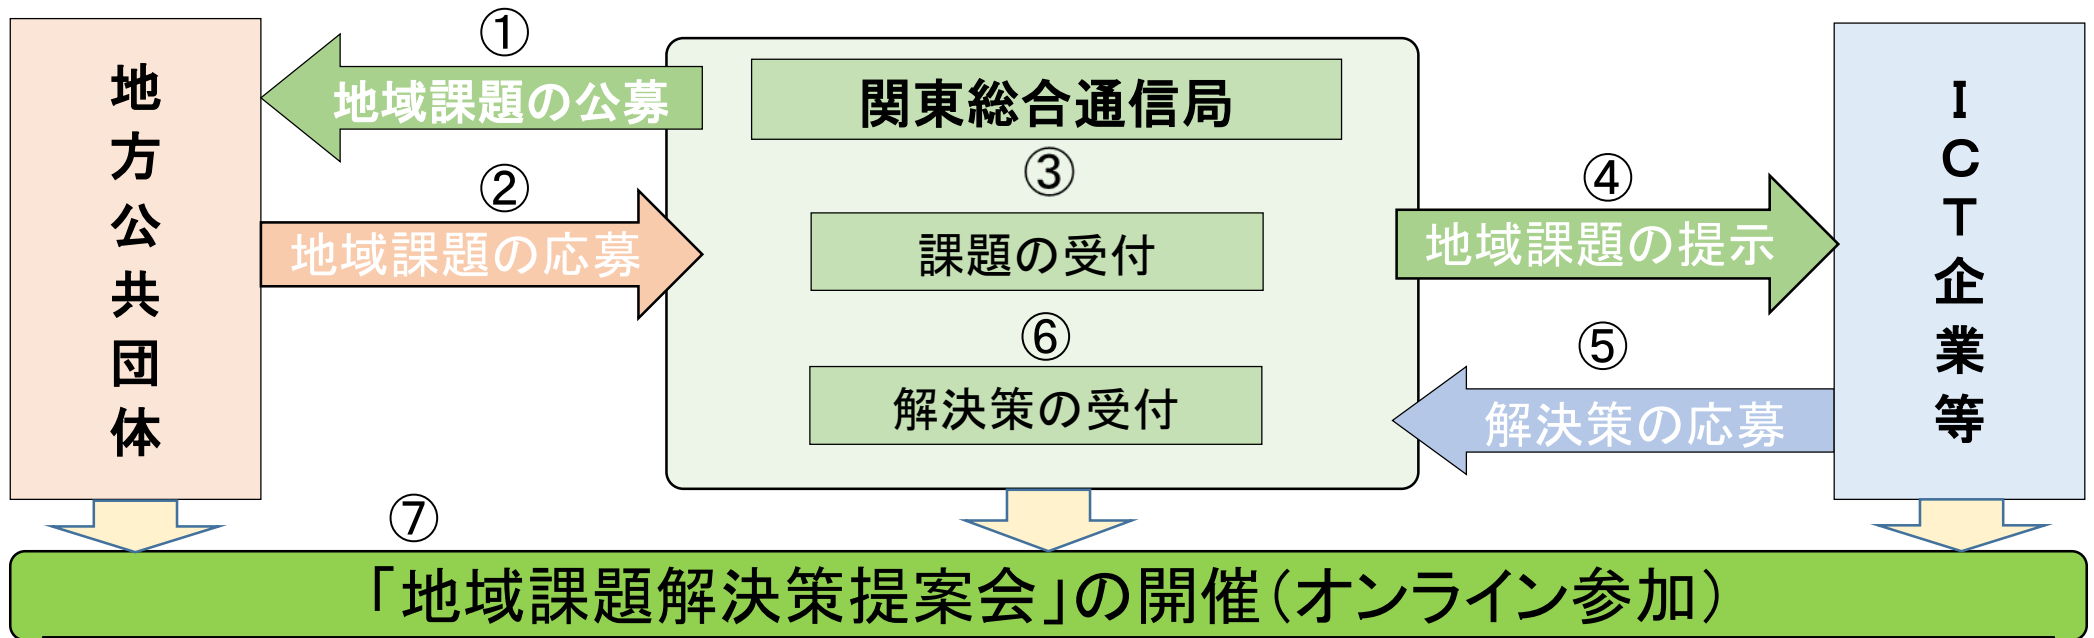 地方公共団体
①
地域課題の公募
②
地域課題の応募
関東総合通信局
③
課題の受付
⑥
解決策の受付
④
地域課題の提示
⑤
解決策の応募
ICT企業等
⑦
「地域課題解決策提案会」の開催（オンライン参加）